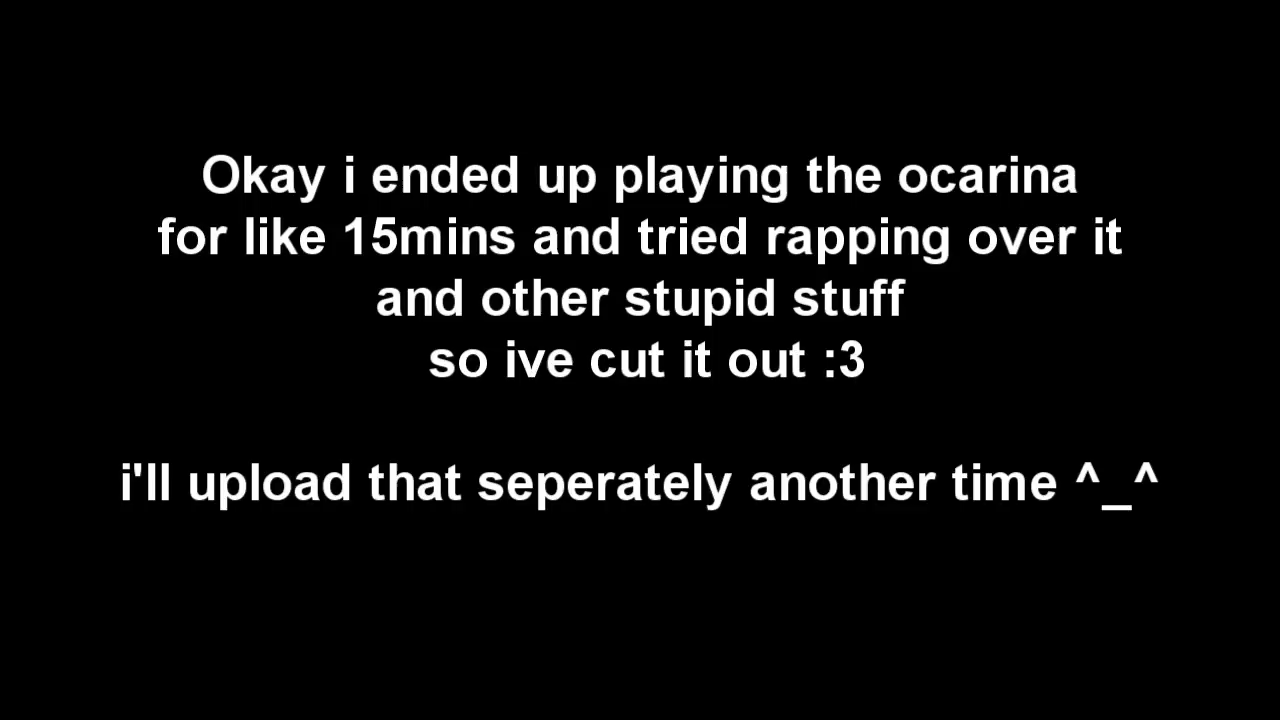 Okay i ended up playing the ocarina
for like 15mins and tried rapping over it
and other stupid stuff
so ive cut it out :3
i'll upload that seperately another time ^_^